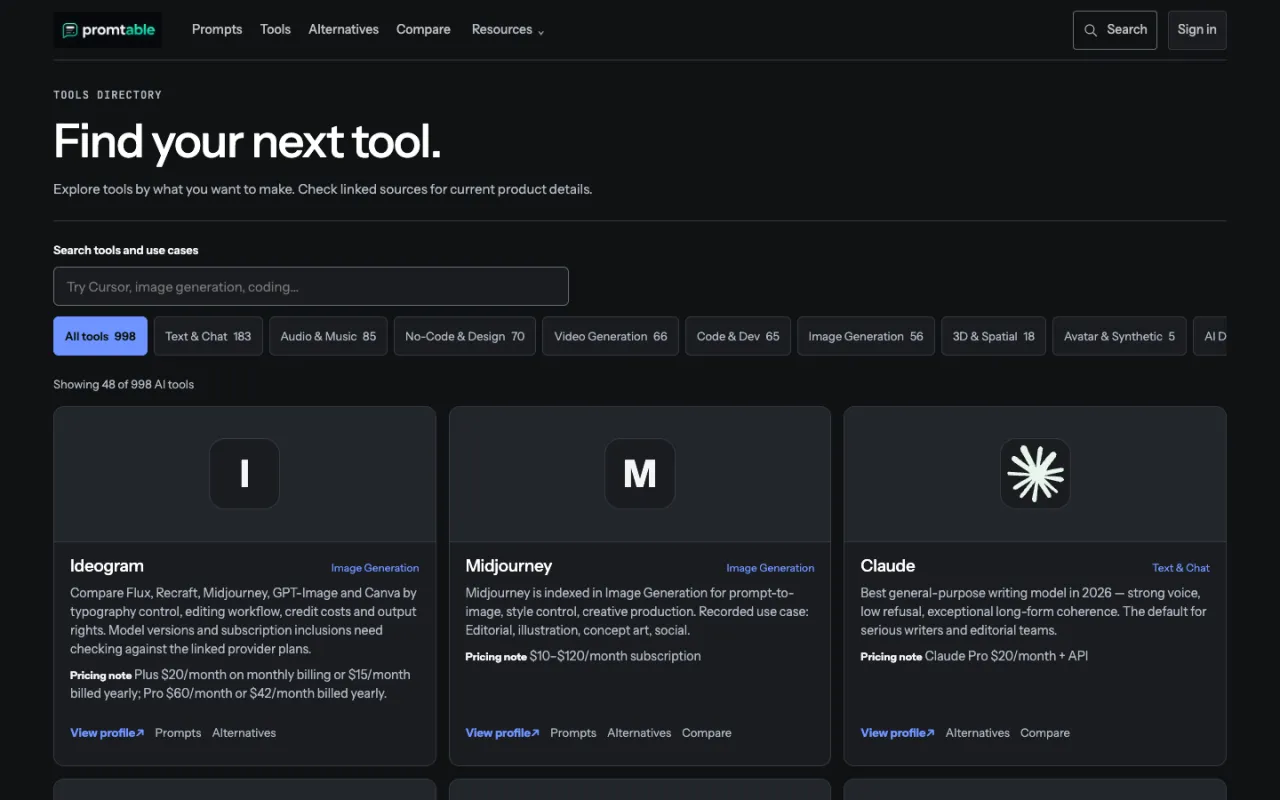 promtable
Prompts Tools Alternatives Compare Resources
Search
Sign in
TOOLS DIRECTORY
Find your next tool.
Explore tools by what you want to make. Check linked sources for current product details.
Search tools and use cases
Try Cursor, image generation, coding...
All tools 998
Text & Chat 183
Audio & Music 85
No-Code & Design 70
Video Generation 66
Code & Dev 65
Image Generation 56
3D & Spatial 18
Avatar & Synthetic 5
AI D
Showing 48 of 998 AI tools
I
Ideogram
Image Generation
Compare Flux, Recraft, Midjourney, GPT-Image and Canva by
typography control, editing workflow, credit costs and output
rights. Model versions and subscription inclusions need
checking against the linked provider plans.
Pricing note Plus $20/month on monthly billing or $15/month
billed yearly; Pro $60/month or $42/month billed yearly.
View profile↗ Prompts Alternatives
M
Midjourney
Image Generation
Midjourney is indexed in Image Generation for prompt-to-
image, style control, creative production. Recorded use case:
Editorial, illustration, concept art, social.
Pricing note $10–$120/month subscription
View profile↗ Prompts Alternatives Compare
Claude
Text & Chat
Best general-purpose writing model in 2026 — strong voice,
low refusal, exceptional long-form coherence. The default for
serious writers and editorial teams.
Pricing note Claude Pro $20/month + API
View profile↗ Alternatives Compare